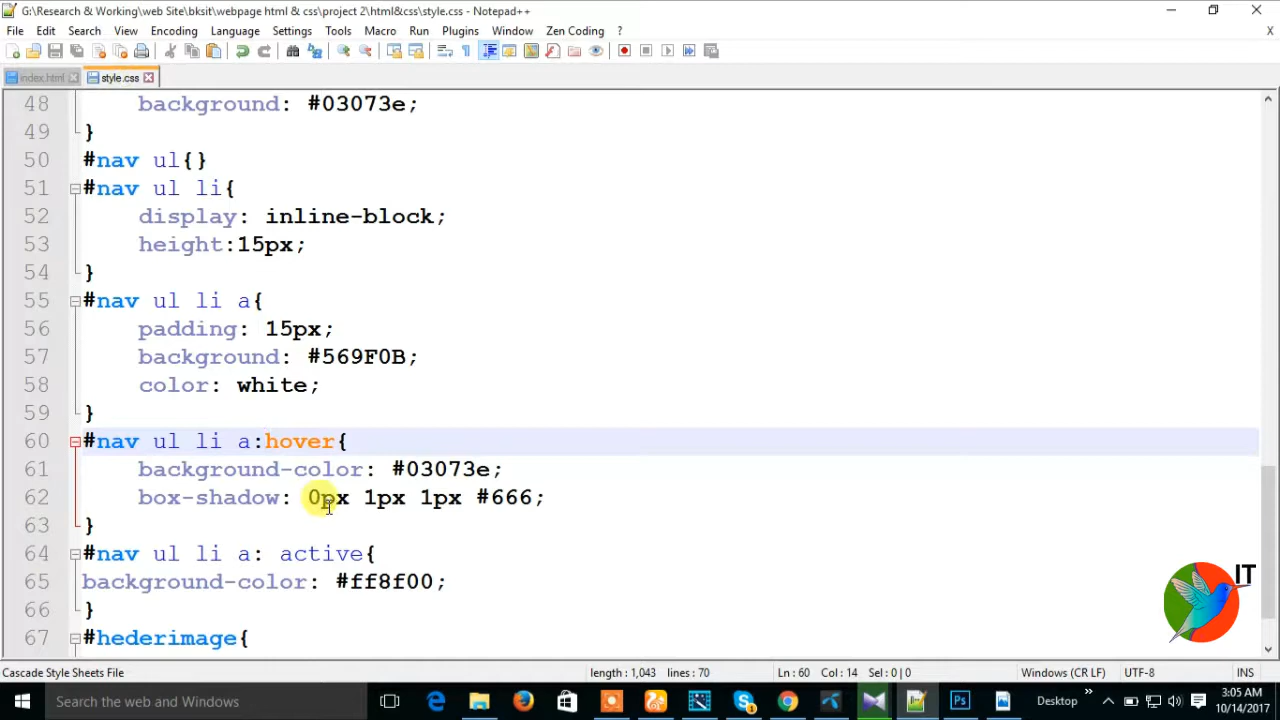 G:\Research & Working\web Site\bksit\webpage html & css\project 2\html&css\style.css - Notepad++
File Edit Search View Encoding Language Settings Tools Macro Run Plugins Window Zen Coding ? X
index.html style.css
48 background: #03073e;
49 }
50 #nav ul{}
51 #nav ul li{
52 display: inline-block;
53 height:15px;
54 }
55 #nav ul li a{
56 padding: 15px;
57 background: #569F0B;
58 color: white;
59 }
60 #nav ul li a:hover{
61 background-color: #03073e;
62 box-shadow: 0px 1px 1px #666;
63 }
64 #nav ul li a: active{
65 background-color: #ff8f00;
66 }
67 #hederimage{
IT
Cascade Style Sheets File length : 1,043 lines : 70 Ln : 60 Col : 14 Sel : 0 | 0 Windows (CR LF) UTF-8 INS
Search the web and Windows Desktop 3:05 AM
10/14/2017